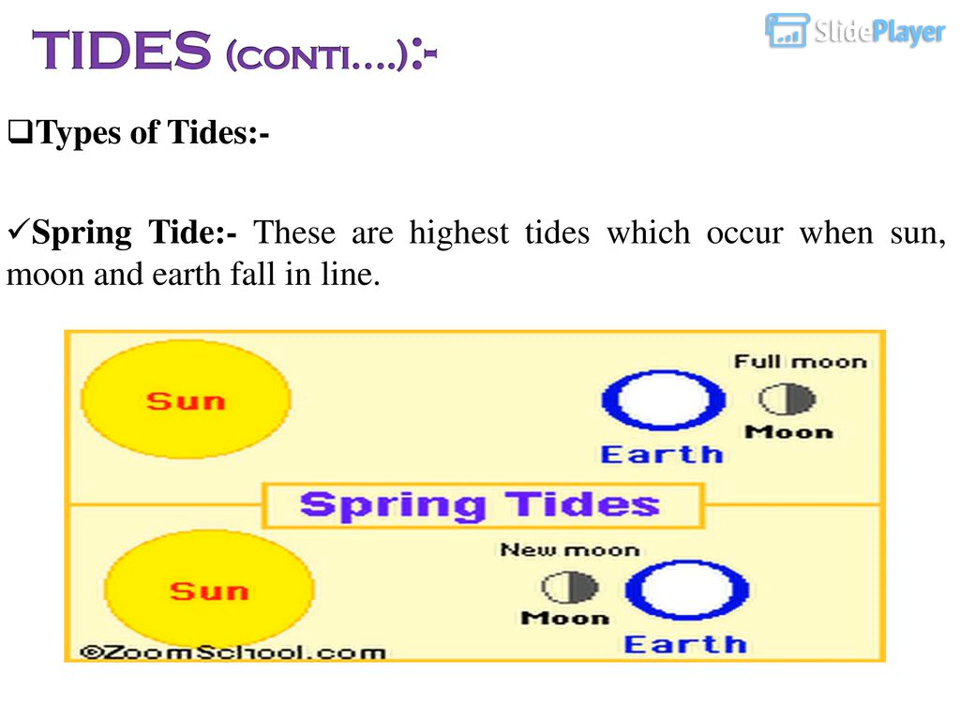 TIDES (CONTI....):-
SlidePlayer
❑Types of Tides:-
✓Spring Tide:- These are highest tides which occur when sun,
moon and earth fall in line.
Full moon
Sun
Moon
Earth
Spring Tides
New moon
Sun
Moon
Earth
©ZoomSchool.com